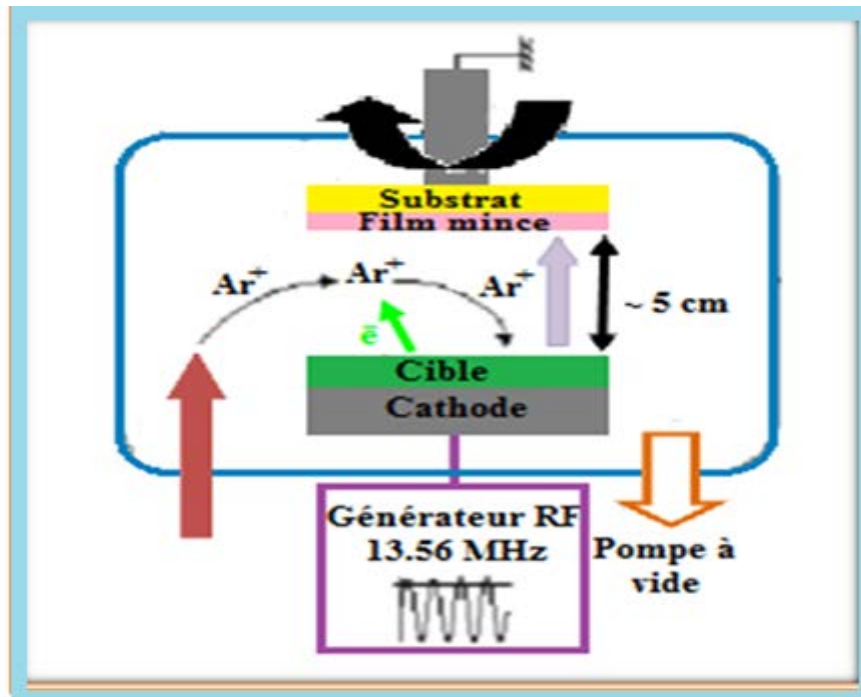 Substrat
Film mince
Ar+
Ar+
Ar+
ē
~ 5 cm
Cible
Cathode
Générateur RF
13.56 MHz
Pompe à
vide